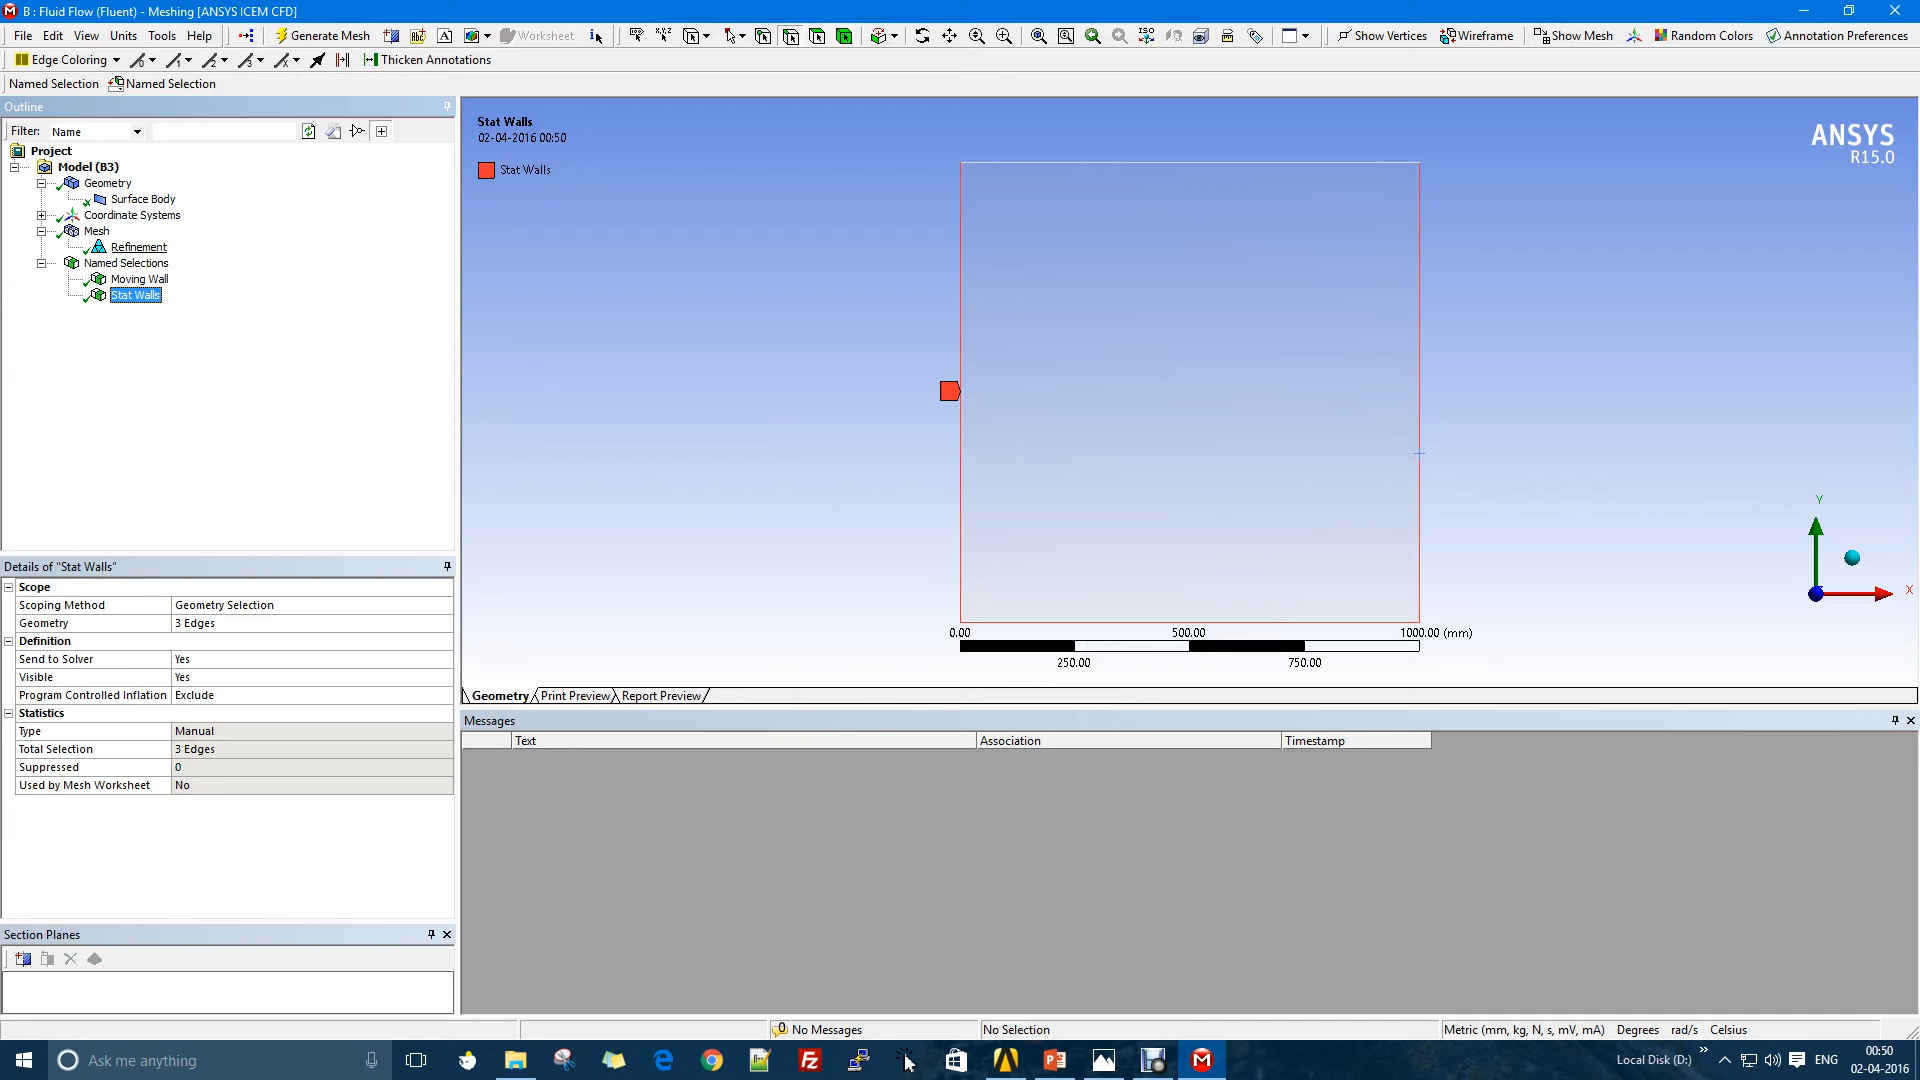 B : Fluid Flow (Fluent) - Meshing [ANSYS ICEM CFD]
File Edit View Units Tools Help Generate Mesh Worksheet Show Vertices Wireframe Show Mesh Random Colors Annotation Preferences
Edge Coloring Thicken Annotations
Named Selection Named Selection
Outline
Filter: Name
Project
Model (B3)
Geometry
Surface Body
Coordinate Systems
Mesh
Refinement
Named Selections
Moving Wall
Stat Walls
Stat Walls
02-04-2016 00:50
Stat Walls
ANSYS
R15.0
Y
X
0.00 500.00 1000.00 (mm)
250.00 750.00
Geometry Print Preview Report Preview
Details of "Stat Walls"
Scope
Scoping Method Geometry Selection
Geometry 3 Edges
Definition
Send to Solver Yes
Visible Yes
Program Controlled Inflation Exclude
Statistics
Type Manual
Total Selection 3 Edges
Suppressed 0
Used by Mesh Worksheet No
Messages
Text Association Timestamp
Section Planes
No Messages No Selection Metric (mm, kg, N, s, mV, mA) Degrees rad/s Celsius
Ask me anything
Local Disk (D:) ENG
00:50
02-04-2016